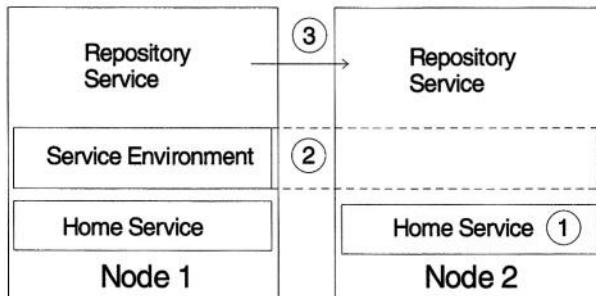 Repository
Service
3
Repository
Service
Service Environment
2
Home Service
Home Service 1
Node 1
Node 2